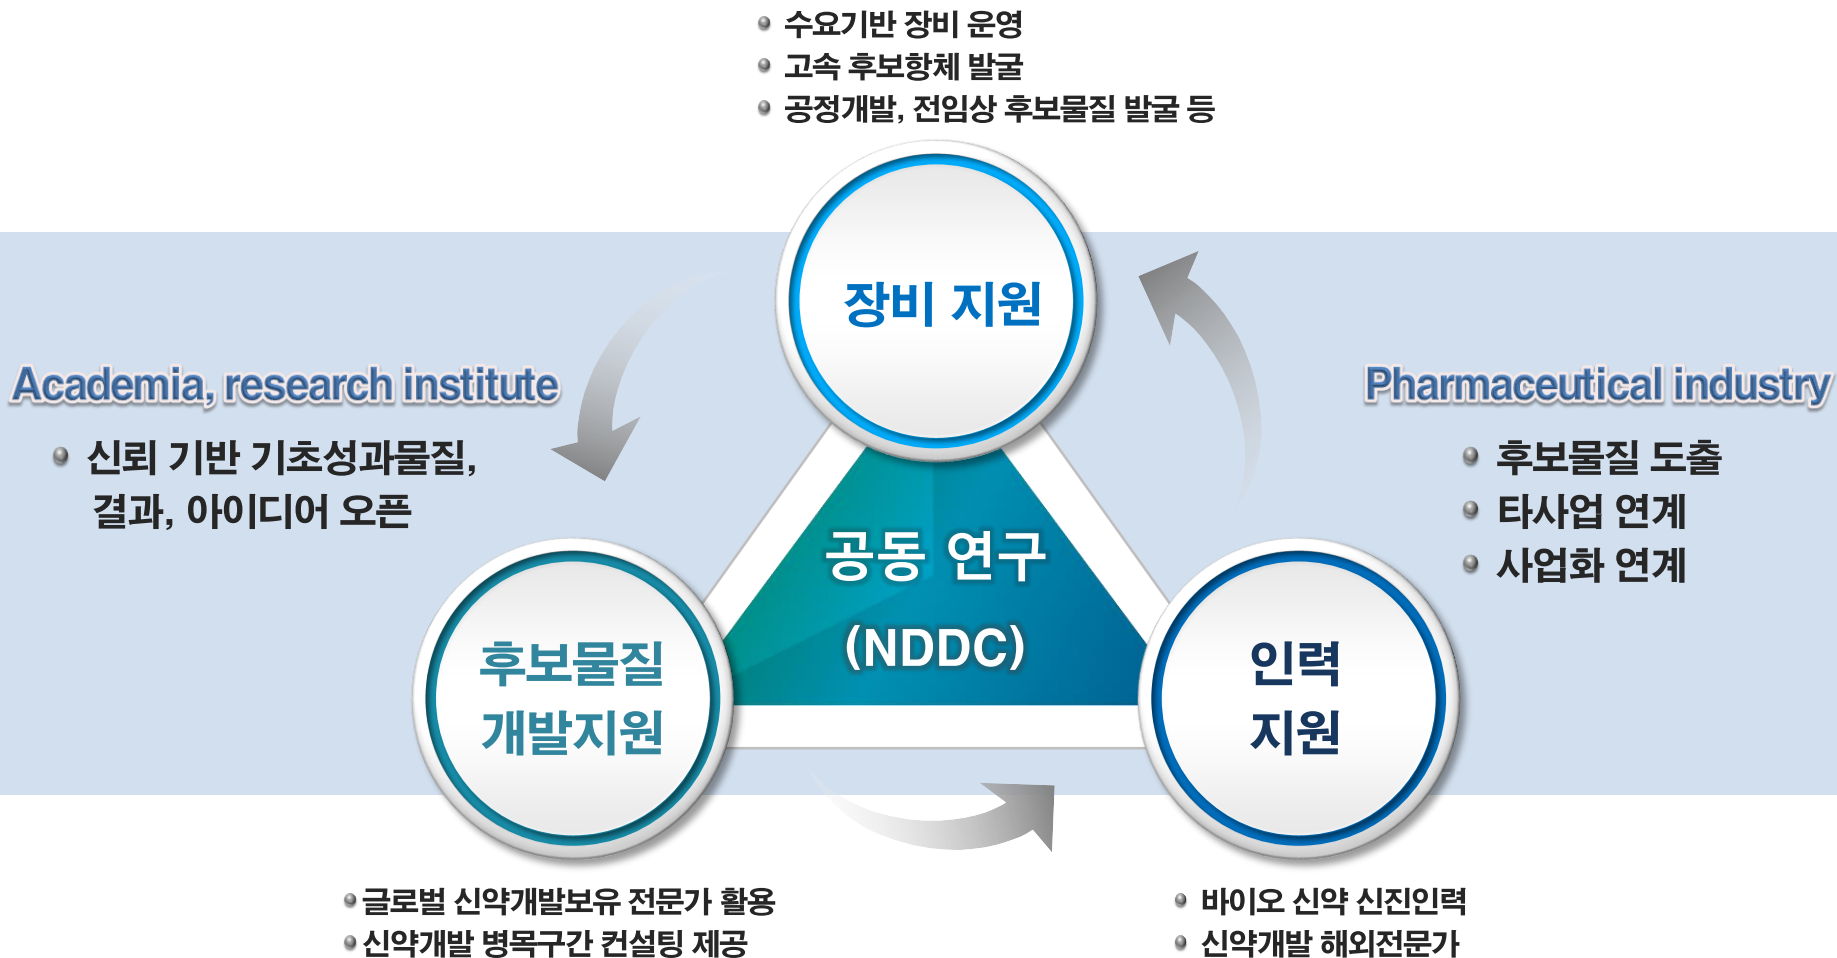 수요기반 장비 운영
고속 후보항체 발굴
공정개발, 전임상 후보물질 발굴 등
장비 지원
Academia, research institute
신뢰 기반 기초성과물질,
결과, 아이디어 오픈
Pharmaceutical industry
후보물질 도출
타사업 연계
사업화 연계
공동 연구
(NDDC)
후보물질
개발지원
인력
지원
글로벌 신약개발보유 전문가 활용
신약개발 병목구간 컨설팅 제공
바이오 신약 신진인력
신약개발 해외전문가